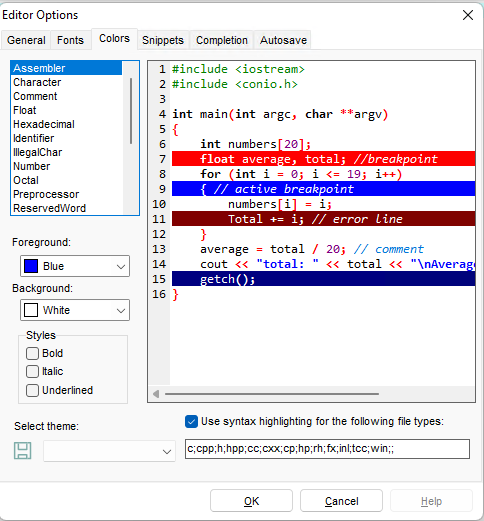 Editor Options
General Fonts Colors Snippets Completion Autosave
Assembler
Character
Comment
Float
Hexadecimal
Identifier
IllegalChar
Number
Octal
Preprocessor
ReservedWord
Foreground:
Blue
Background:
White
Styles
Bold
Italic
Underlined
1 #include <iostream>
2 #include <conio.h>
3
4 int main(int argc, char **argv)
5 {
6 int numbers[20];
7 float average, total; //breakpoint
8 for (int i = 0; i <= 19; i++)
9 { // active breakpoint
10 numbers[i] = i;
11 Total += i; // error line
12 }
13 average = total / 20; // comment
14 cout << "total: " << total << "\nAverage
15 getch();
16 }
Select theme:
Use syntax highlighting for the following file types:
c;cpp;h;hpp;cc;cxx;cp;hp;rh;fx;inl;tcc;win;;
OK Cancel Help